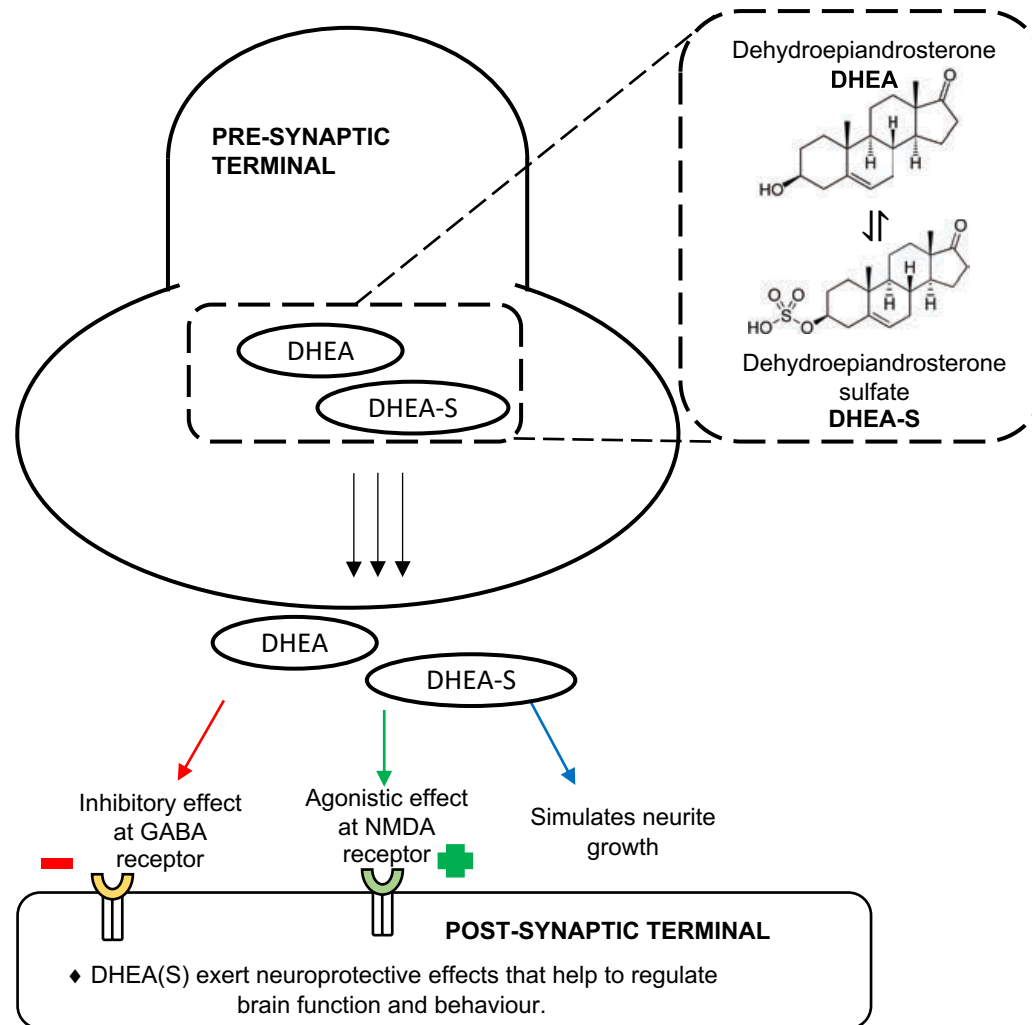 PRE-SYNAPTIC
TERMINAL
Dehydroepiandrosterone
DHEA
O
H
H
H
HO
O
O
O
S
HO
O
H
H
H
Dehydroepiandrosterone
sulfate
DHEA-S
DHEA
DHEA-S
DHEA
DHEA-S
Inhibitory effect
at GABA
receptor
Agonistic effect
at NMDA
receptor
Simulates neurite
growth
POST-SYNAPTIC TERMINAL
♦ DHEA(S) exert neuroprotective effects that help to regulate
brain function and behaviour.